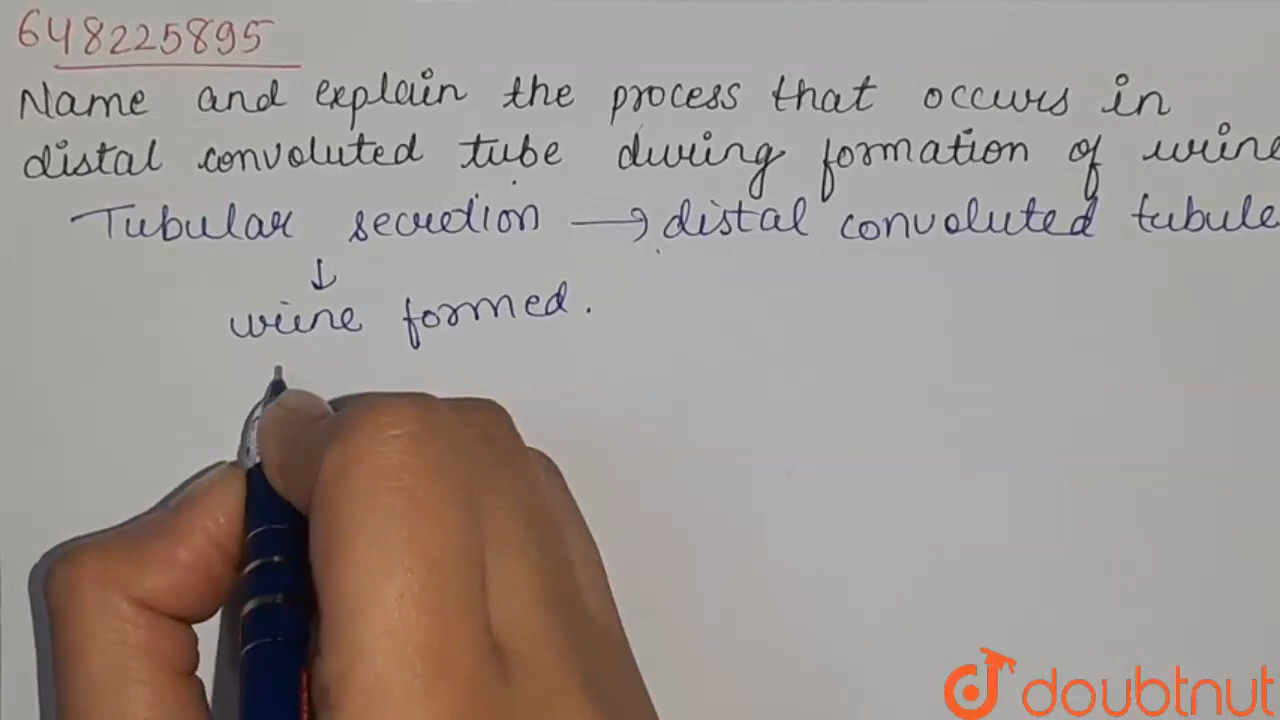 648225895
Name and explain the process that occurs in
distal convoluted tube during formation of urine
Tubular secretion → distal convoluted tubule
↓
urine formed.
doubtnut